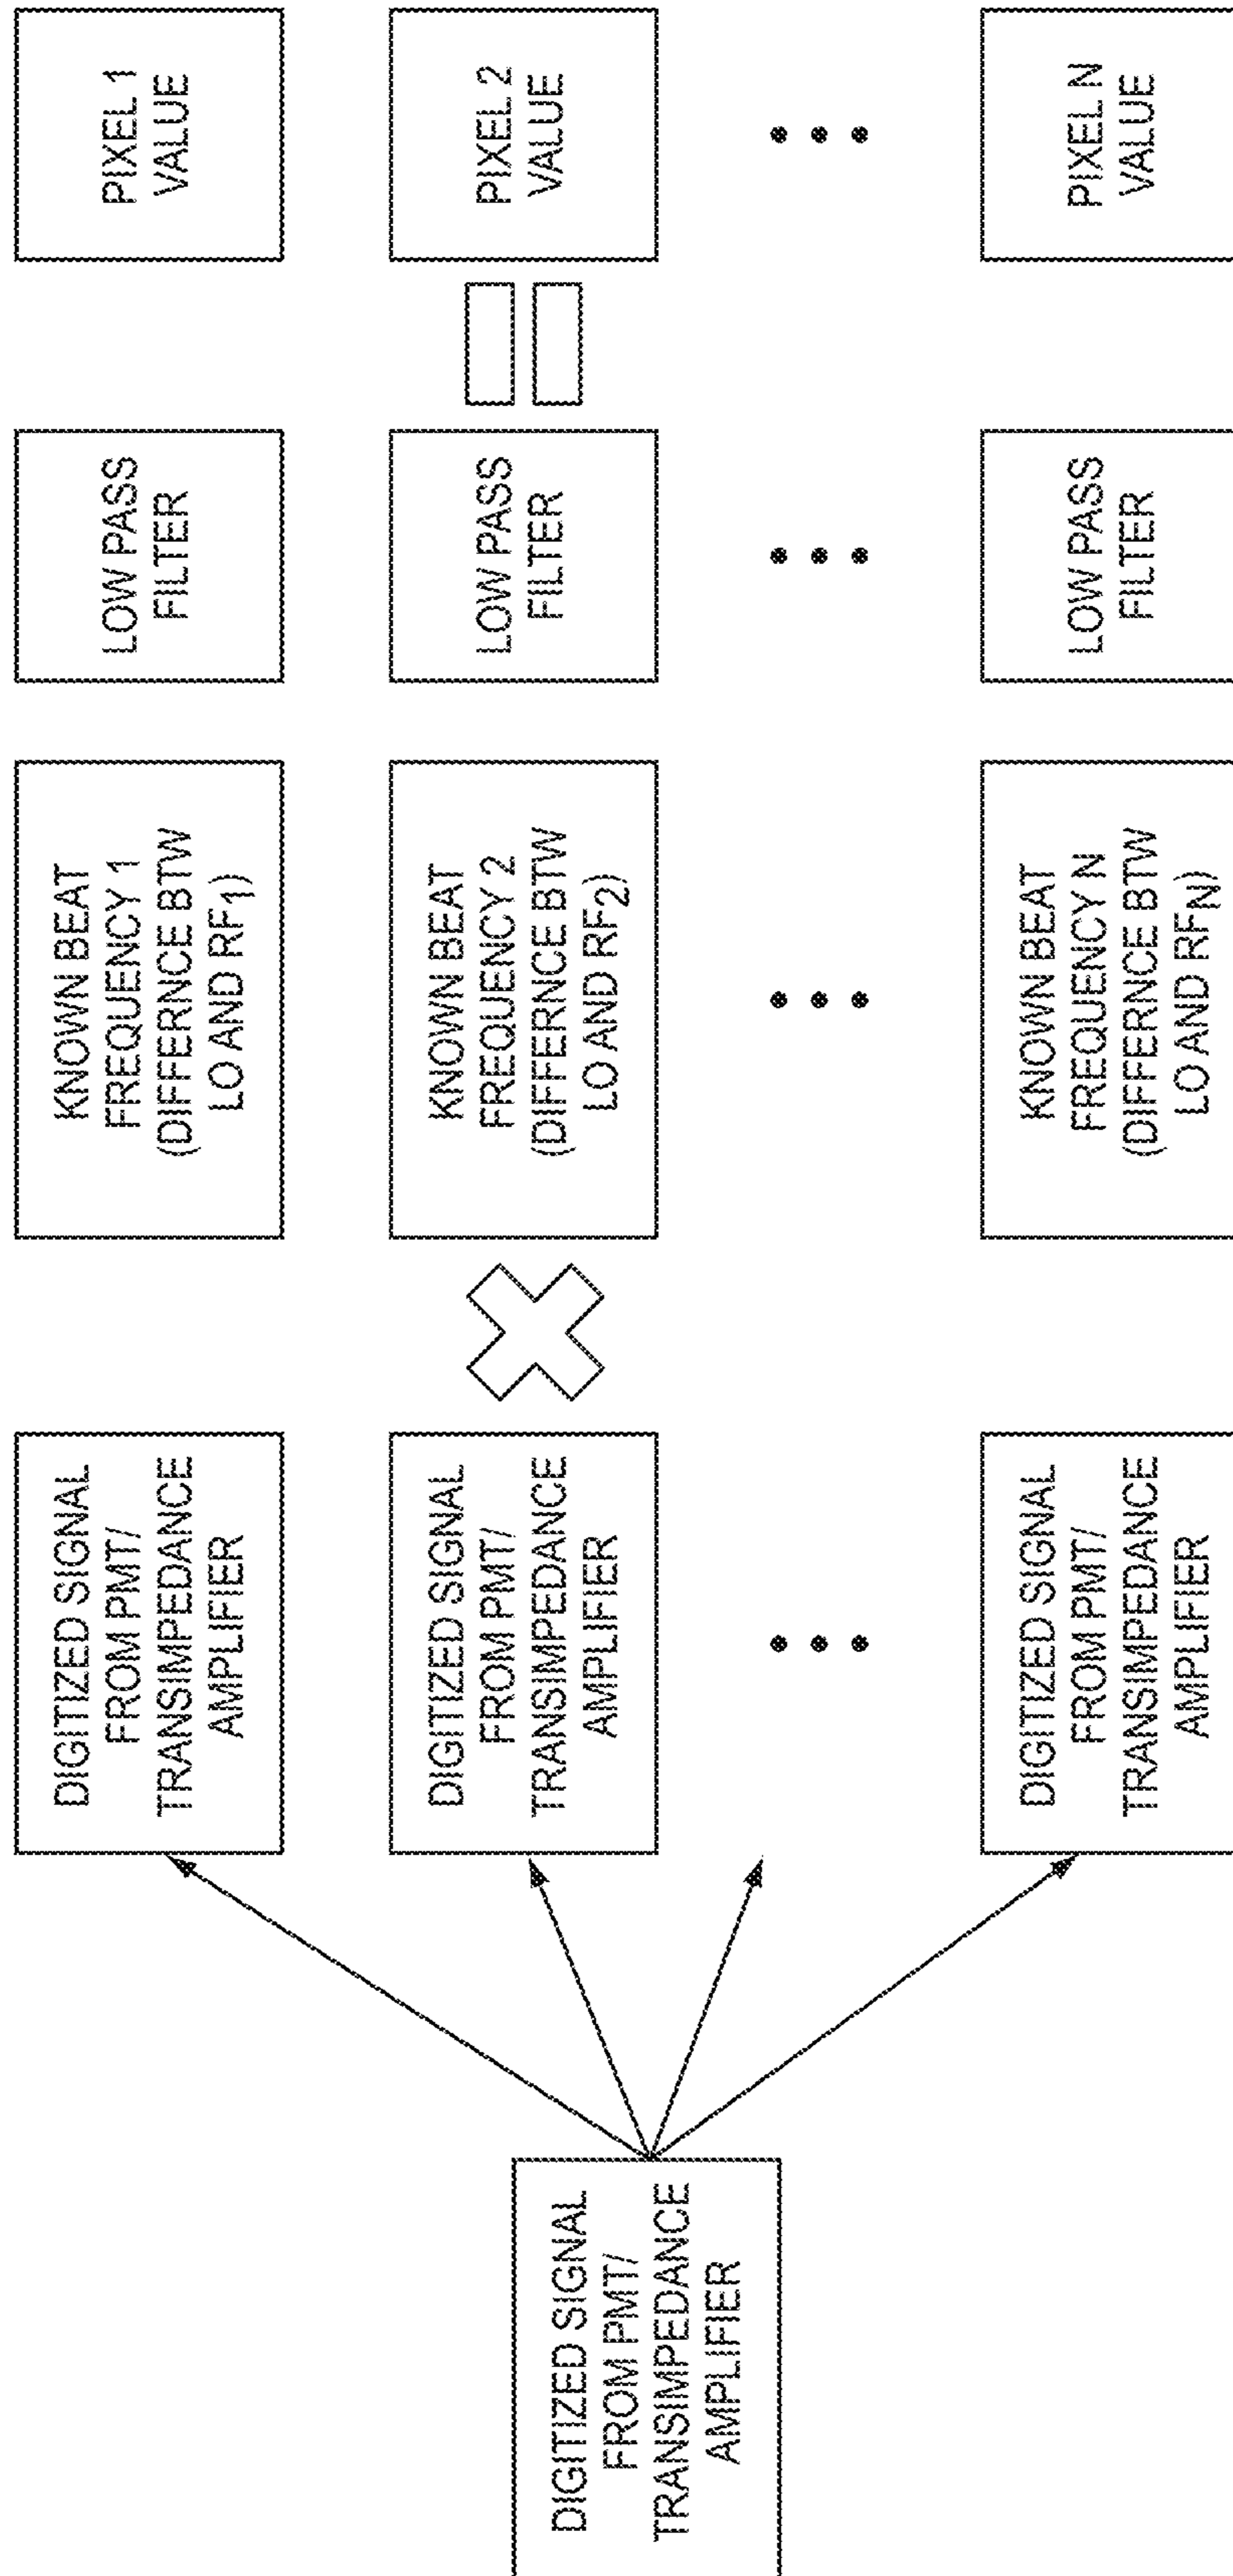 DIGITIZED SIGNAL
FROM PMT/
TRANSIMPEDANCE
AMPLIFIER
DIGITIZED SIGNAL
FROM PMT/
TRANSIMPEDANCE
AMPLIFIER
KNOWN BEAT
FREQUENCY 1
(DIFFERNCE BTW
LO AND RF1)
LOW PASS
FILTER
PIXEL 1
VALUE
DIGITIZED SIGNAL
FROM PMT/
TRANSIMPEDANCE
AMPLIFIER
KNOWN BEAT
FREQUENCY 2
(DIFFERNCE BTW
LO AND RF2)
LOW PASS
FILTER
PIXEL 2
VALUE
DIGITIZED SIGNAL
FROM PMT/
TRANSIMPEDANCE
AMPLIFIER
KNOWN BEAT
FREQUENCY N
(DIFFERNCE BTW
LO AND RFN)
LOW PASS
FILTER
PIXEL N
VALUE